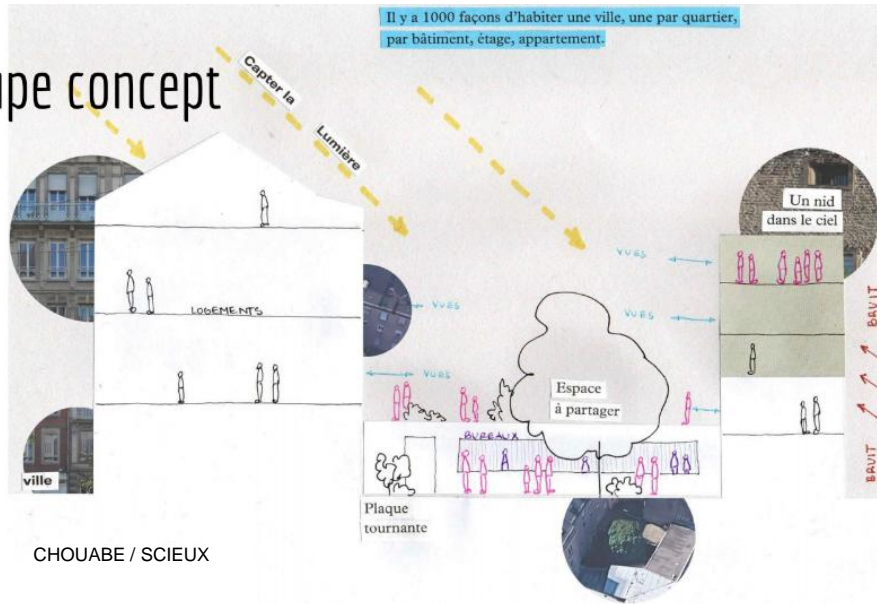 Il y a 1000 façons d'habiter une ville, une par quartier,
par bâtiment, étage, appartement.
concept
Capter la
Lumière
Un nid
dans le ciel
VUES
VUES
VUES
VUES
LOGEMENTS
BRUIT
BRUIT
Espace
à partager
BUREAUX
ville
Plaque
tournante
CHOUABE / SCIEUX